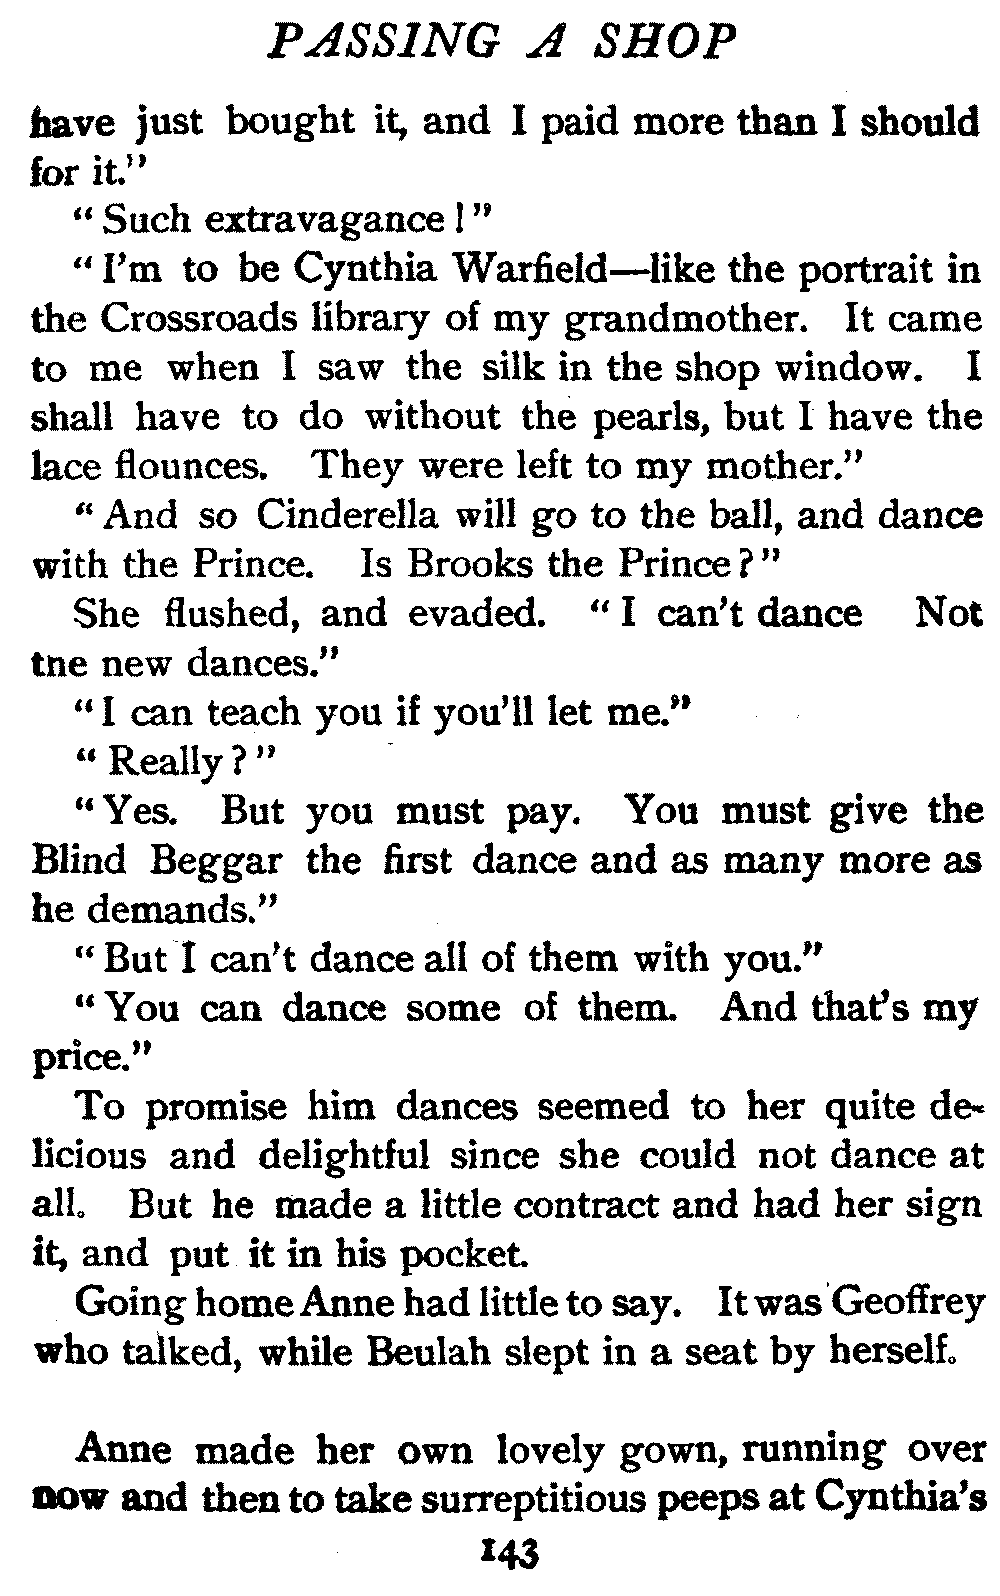 PASSING A SHOP
have just bought it, and I paid more than I should
for it."
"Such extravagance!"
"I'm to be Cynthia Warfield—like the portrait in
the Crossroads library of my grandmother. It came
to me when I saw the silk in the shop window. I
shall have to do without the pearls, but I have the
lace flounces. They were left to my mother."
"And so Cinderella will go to the ball, and dance
with the Prince. Is Brooks the Prince?"
She flushed, and evaded. "I can't dance Not
tne new dances."
"I can teach you if you'll let me."
"Really?"
"Yes. But you must pay. You must give the
Blind Beggar the first dance and as many more as
he demands."
"But I can't dance all of them with you."
"You can dance some of them. And that's my
price."
To promise him dances seemed to her quite de-
licious and delightful since she could not dance at
all. But he made a little contract and had her sign
it, and put it in his pocket.
Going home Anne had little to say. It was Geoffrey
who talked, while Beulah slept in a seat by herself.
Anne made her own lovely gown, running over
now and then to take surreptitious peeps at Cynthia's
143